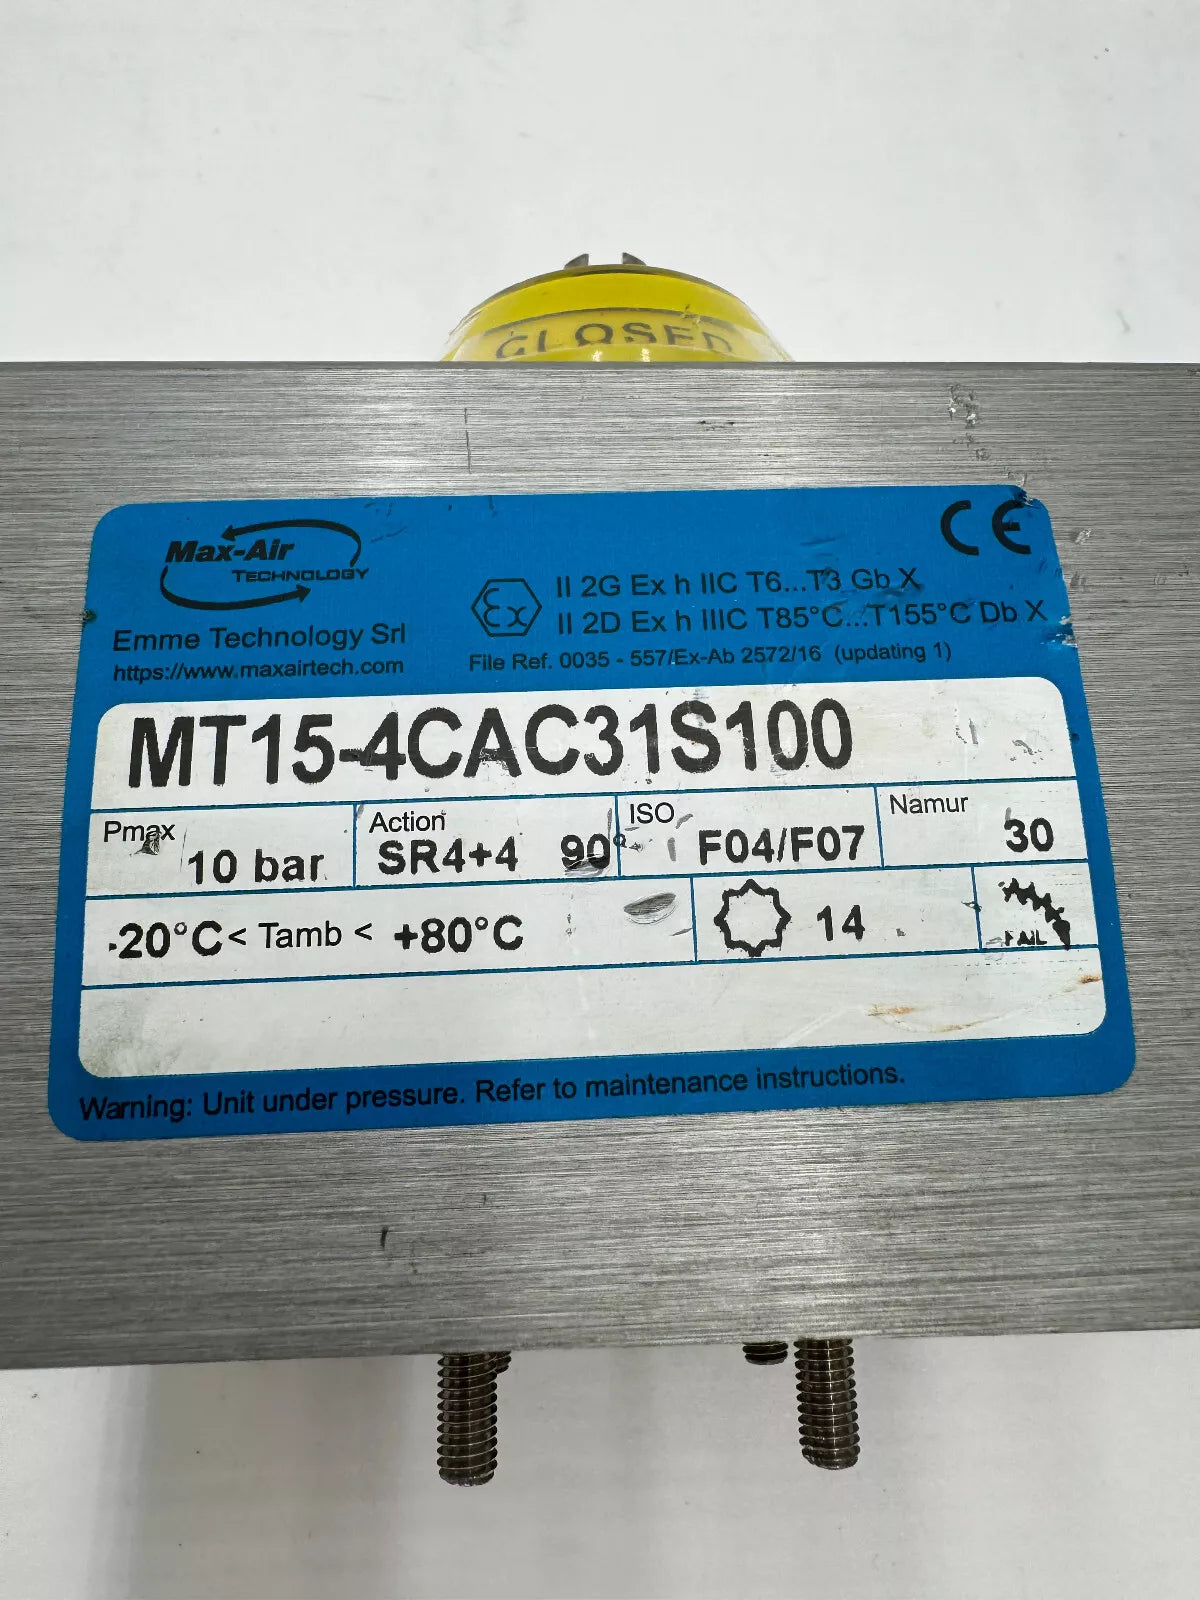 CLOSED
Max-Air
TECHNOLOGY
CE
Ex
II 2G Ex h IIC T6...T3 Gb X
II 2D Ex h IIIC T85°C...T155°C Db X
Emme Technology Srl
https://www.maxairtech.com
File Ref. 0035 - 557/Ex-Ab 2572/16 (updating 1)
MT15-4CAC31S100
Pmax
10 bar
Action
SR4+4 90°
ISO
F04/F07
Namur
30
-20°C < Tamb < +80°C
14
FAIL
Warning: Unit under pressure. Refer to maintenance instructions.